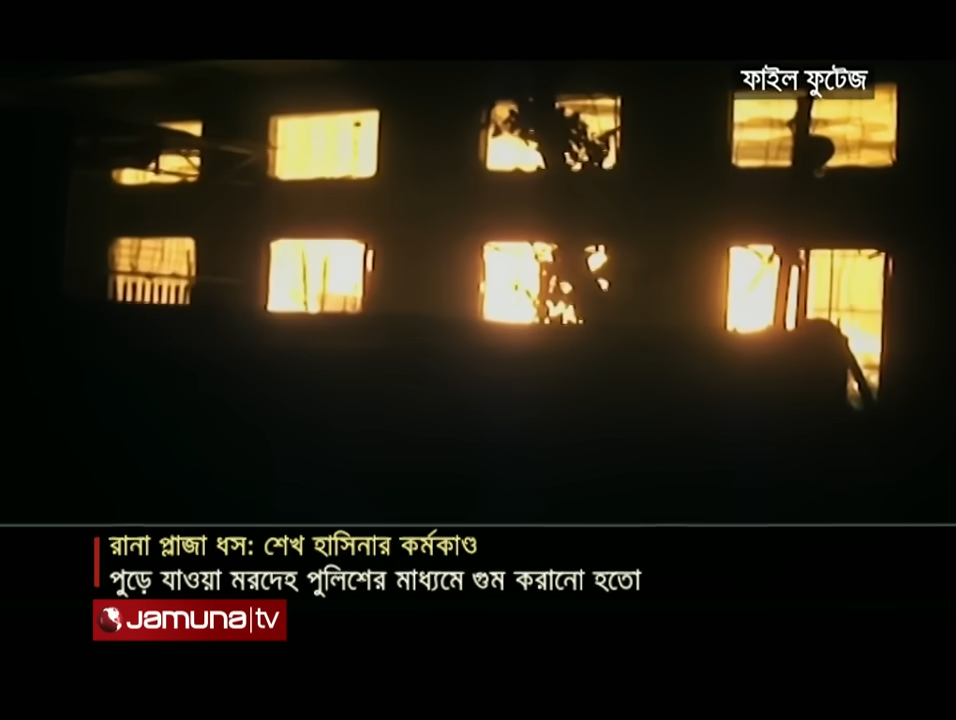 ফাইল ফুটেজ
রানা প্লাজা ধস: শেখ হাসিনার কর্মকাণ্ড
পুড়ে যাওয়া মরদেহ পুলিশের মাধ্যমে গুম করানো হতো
Jamuna|tv